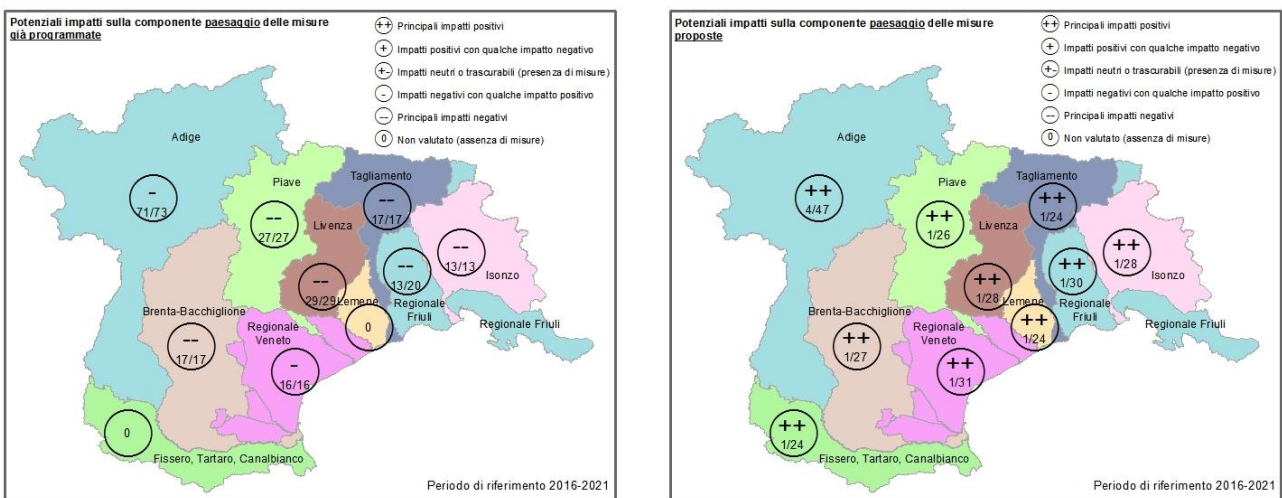 Potenziali impatti sulla componente paesaggio delle misure
già programmate
++ Principali impatti positivi
+ Impatti positivi con qualche impatto negativo
+- Impatti neutri o trascurabili (presenza di misure)
- Impatti negativi con qualche impatto positivo
-- Principali impatti negativi
0 Non valutato (assenza di misure)
Adige
-
71/73
Piave
--
27/27
Tagliamento
--
17/17
Livenza
--
29/29
--
13/13
Isonzo
--
13/20
Regionale
Friuli
Lemene
0
Regionale Friuli
Brenta-Bacchiglione
--
17/17
Regionale
Veneto
-
16/16
0
Fissero, Tartaro, Canalbianco
Periodo di riferimento 2016-2021
Potenziali impatti sulla componente paesaggio delle misure
proposte
++ Principali impatti positivi
+ Impatti positivi con qualche impatto negativo
+- Impatti neutri o trascurabili (presenza di misure)
- Impatti negativi con qualche impatto positivo
-- Principali impatti negativi
0 Non valutato (assenza di misure)
Adige
++
4/47
Piave
++
1/26
Tagliamento
++
1/24
Livenza
++
1/28
++
1/28
Isonzo
++
1/30
Regionale
Friuli
Lemene
++
1/24
Regionale Friuli
Brenta-Bacchiglione
++
1/27
Regionale
Veneto
++
1/31
++
1/24
Fissero, Tartaro, Canalbianco
Periodo di riferimento 2016-2021